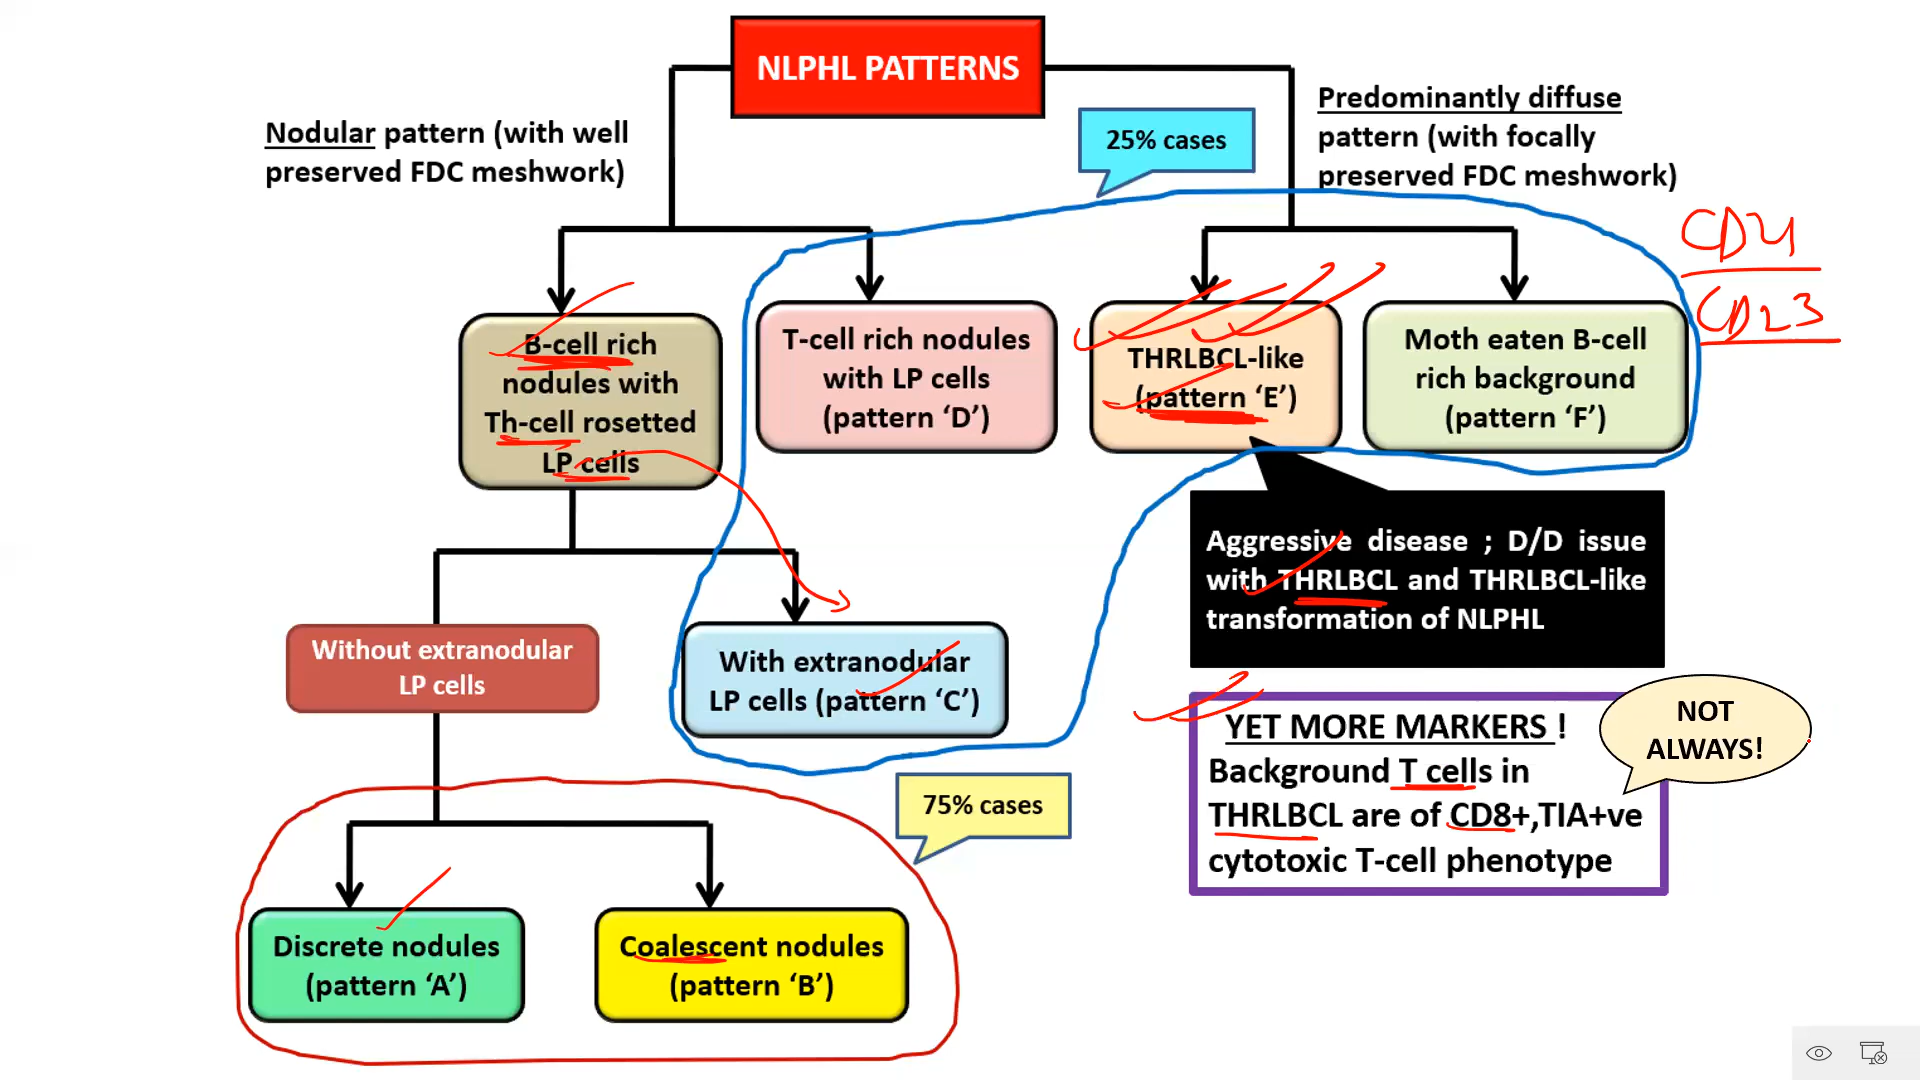 NLPHL PATTERNS
Nodular pattern (with well
preserved FDC meshwork)
25% cases
Predominantly diffuse
pattern (with focally
preserved FDC meshwork)
CD21
CD23
B-cell rich
nodules with
Th-cell rosetted
LP cells
T-cell rich nodules
with LP cells
(pattern ‘D’)
THRLBCL-like
(pattern ‘E’)
Moth eaten B-cell
rich background
(pattern ‘F’)
Aggressive disease ; D/D issue
with THRLBCL and THRLBCL-like
transformation of NLPHL
Without extranodular
LP cells
With extranodular
LP cells (pattern ‘C’)
YET MORE MARKERS !
Background T cells in
THRLBCL are of CD8+,TIA+ve
cytotoxic T-cell phenotype
NOT
ALWAYS!
75% cases
Discrete nodules
(pattern ‘A’)
Coalescent nodules
(pattern ‘B’)